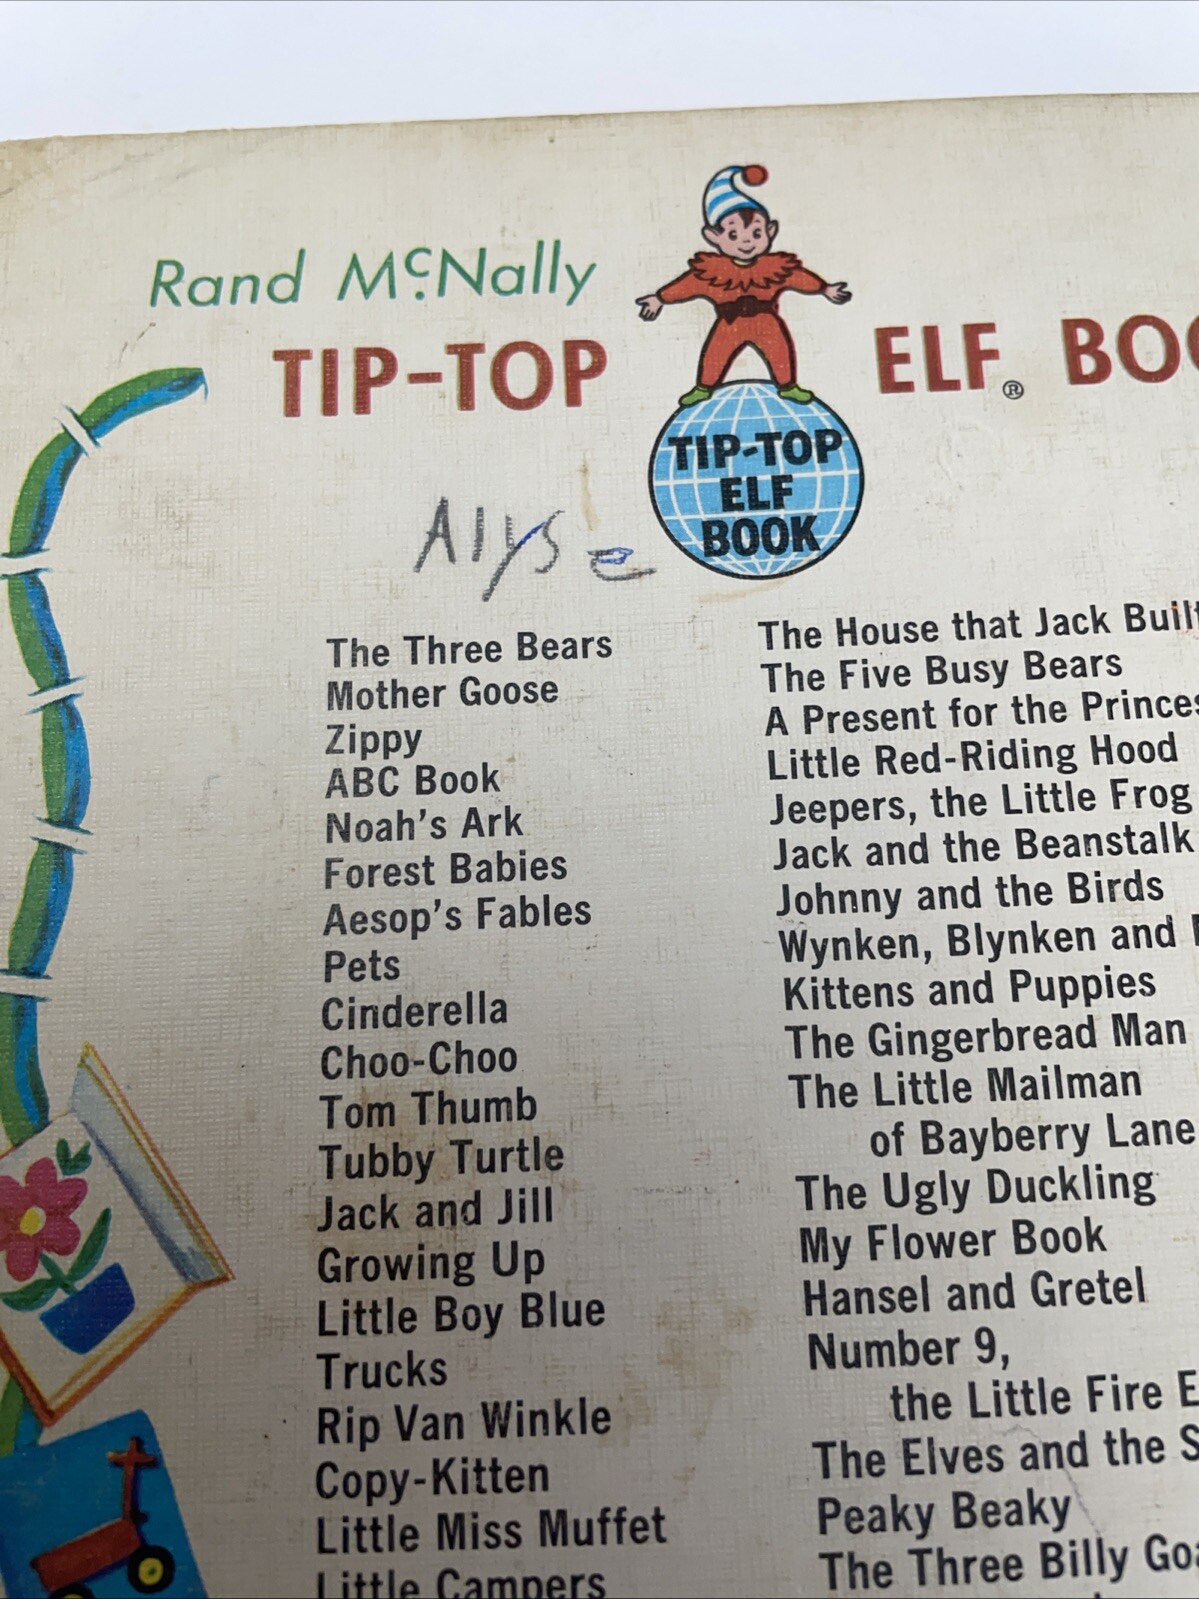 Rand McNally
TIP-TOP ELF®
TIP-TOP
ELF
BOOK
Alyse
The Three Bears
Mother Goose
Zippy
ABC Book
Noah's Ark
Forest Babies
Aesop's Fables
Pets
Cinderella
Choo-Choo
Tom Thumb
Tubby Turtle
Jack and Jill
Growing Up
Little Boy Blue
Trucks
Rip Van Winkle
Copy-Kitten
Little Miss Muffet
Little Campers
The House that Jack Built
The Five Busy Bears
A Present for the
Little Red-Riding Hood
Jeepers, the Little Frog
Jack and the Beanstalk
Johnny and the Birds
Wynken, Blynken and
Kittens and Puppies
The Gingerbread Man
The Little Mailman
of Bayberry Lane
The Ugly Duckling
My Flower Book
Hansel and Gretel
Number 9,
the Little Fire
The Elves and the
Peaky Beaky
The Three Billy